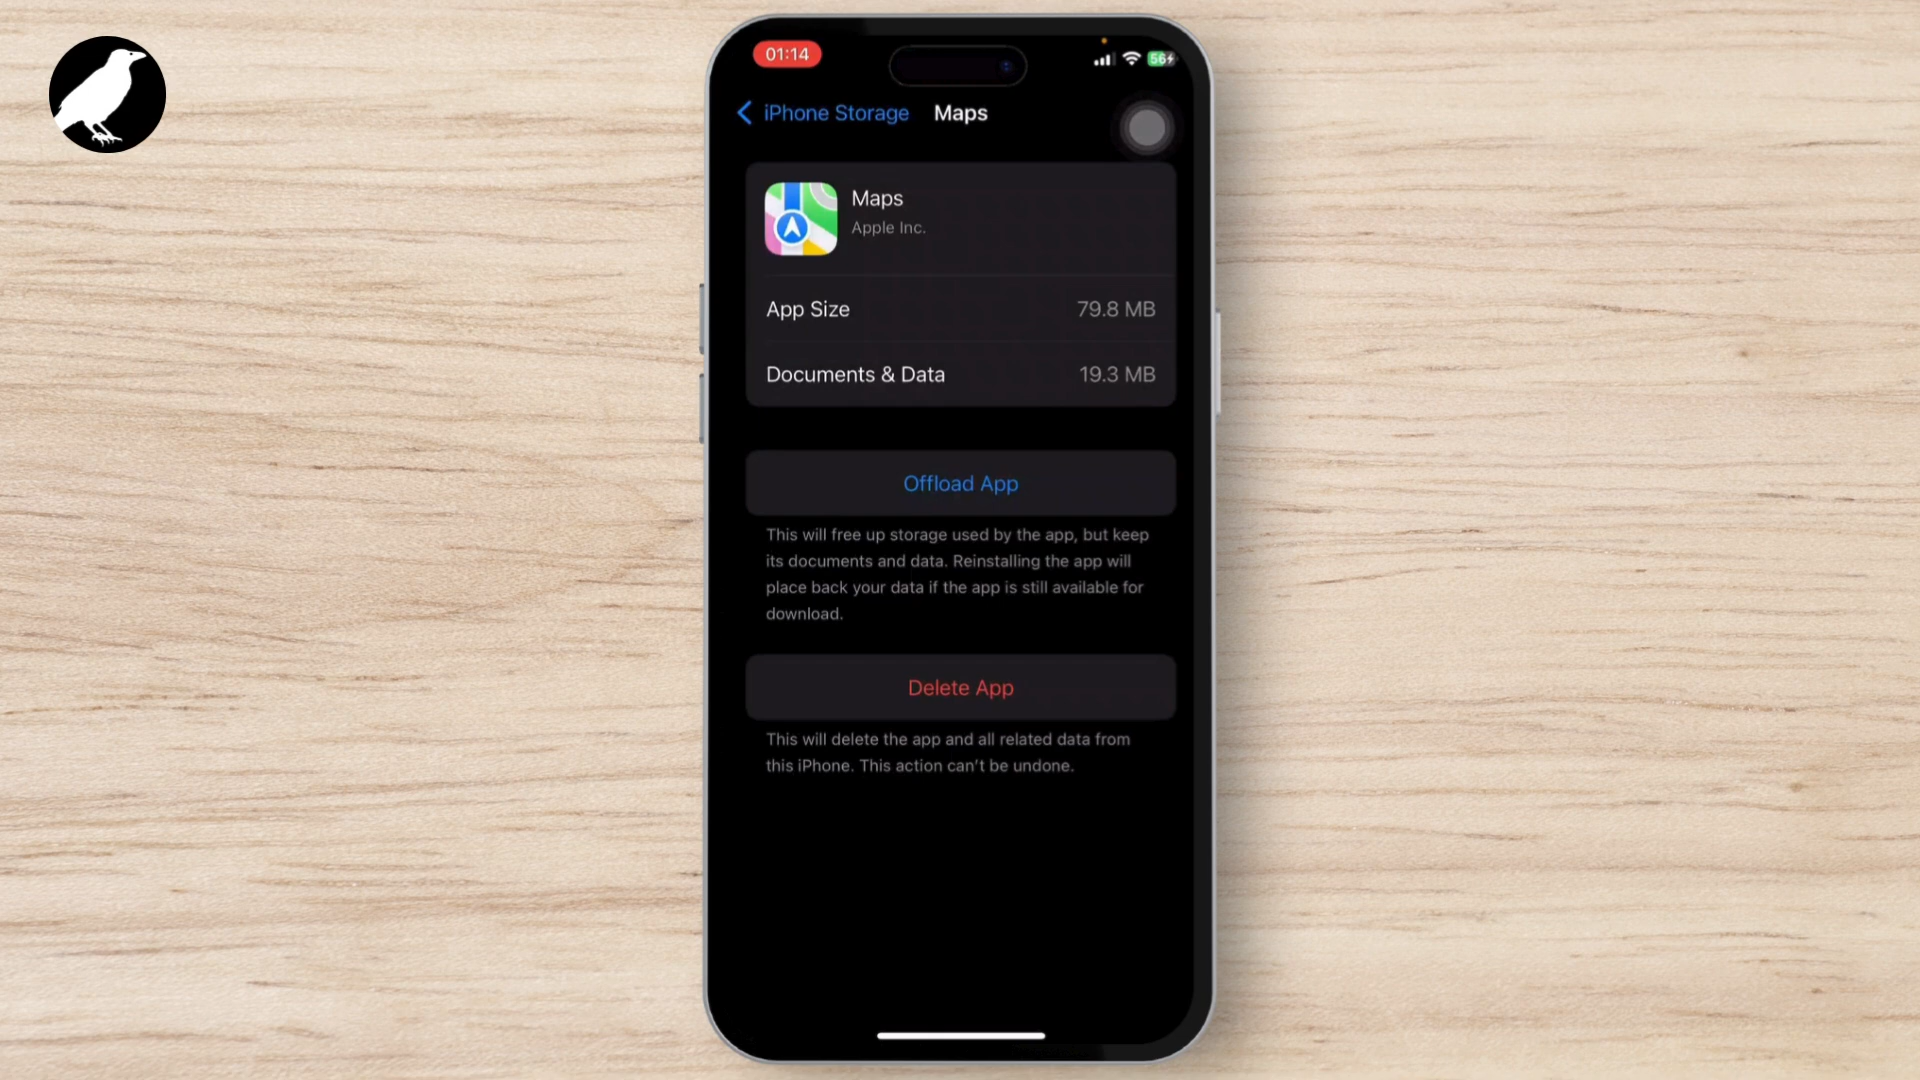 01:14
56
iPhone Storage
Maps
Maps
Apple Inc.
App Size
79.8 MB
Documents & Data
19.3 MB
Offload App
This will free up storage used by the app, but keep
its documents and data. Reinstalling the app will
place back your data if the app is still available for
download.
Delete App
This will delete the app and all related data from
this iPhone. This action can't be undone.